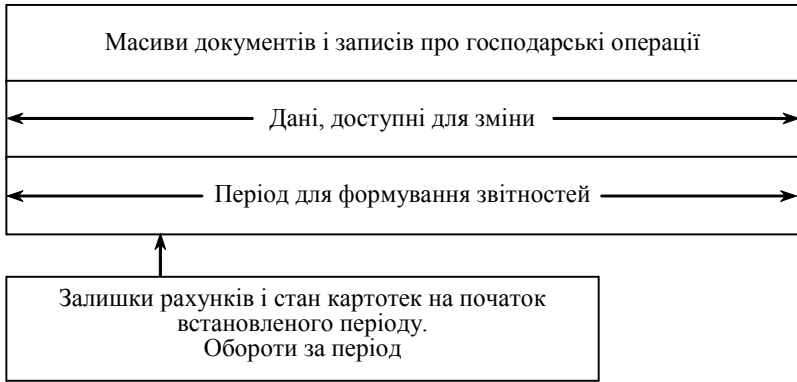 Масиви документів і записів про господарські операції
Дані, доступні для зміни
Період для формування звітностей
Залишки рахунків і стан картотек на початок
встановленого періоду.
Обороти за період